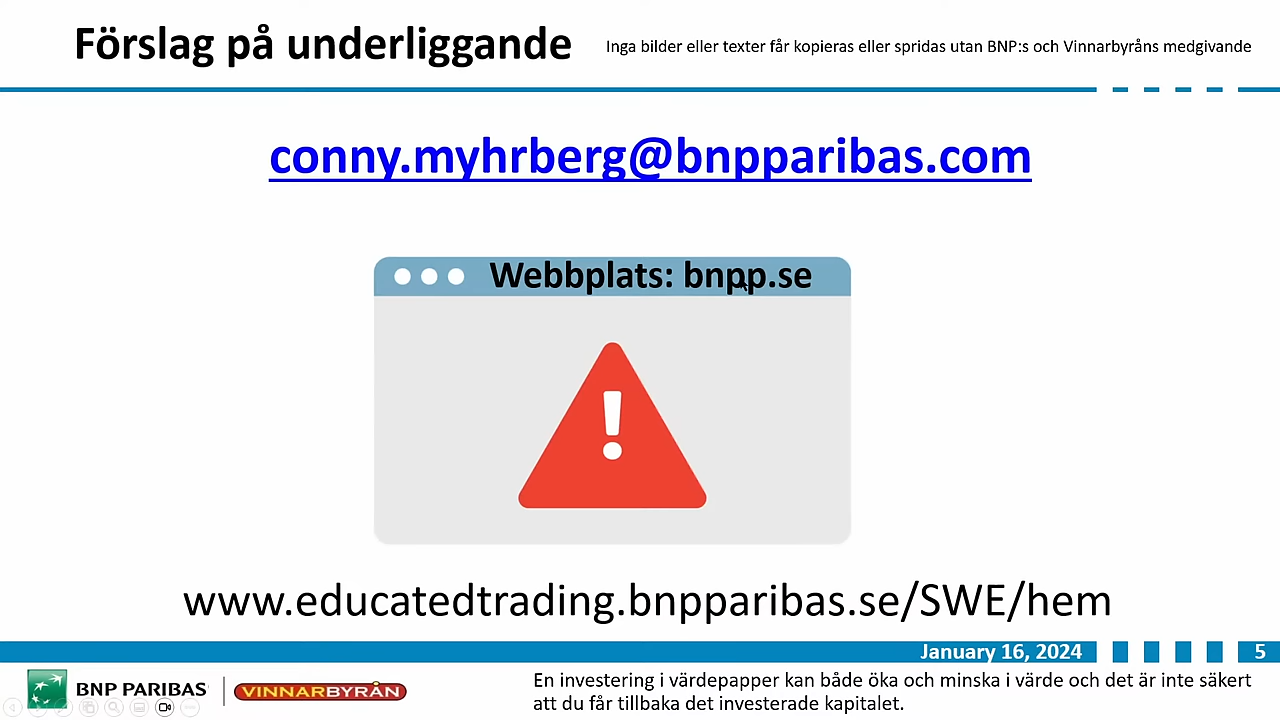 Förslag på underliggande
Inga bilder eller texter får kopieras eller spridas utan BNP:s och Vinnarbyråns medgivande
conny.myhrberg@bnpparibas.com
Webbplats: bnpp.se
!
www.educatedtrading.bnpparibas.se/SWE/hem
January 16, 2024
5
BNP PARIBAS
VINNARBYRÅN
En investering i värdepapper kan både öka och minska i värde och det är inte säkert
att du får tillbaka det investerade kapitalet.